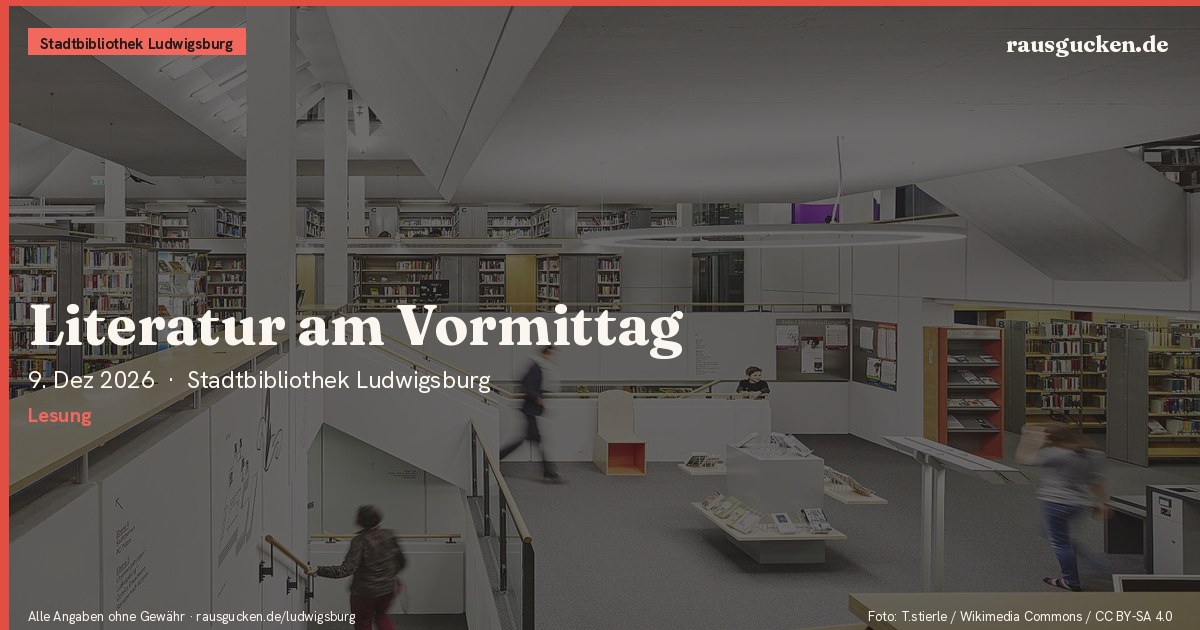 Stadtbibliothek Ludwigsburg
rausgucken.de
Literatur am Vormittag
9. Dez 2026 · Stadtbibliothek Ludwigsburg
Lesung
Alle Angaben ohne Gewähr · rausgucken.de/ludwigsburg
Foto: T.stierle / Wikimedia Commons / CC BY-SA 4.0